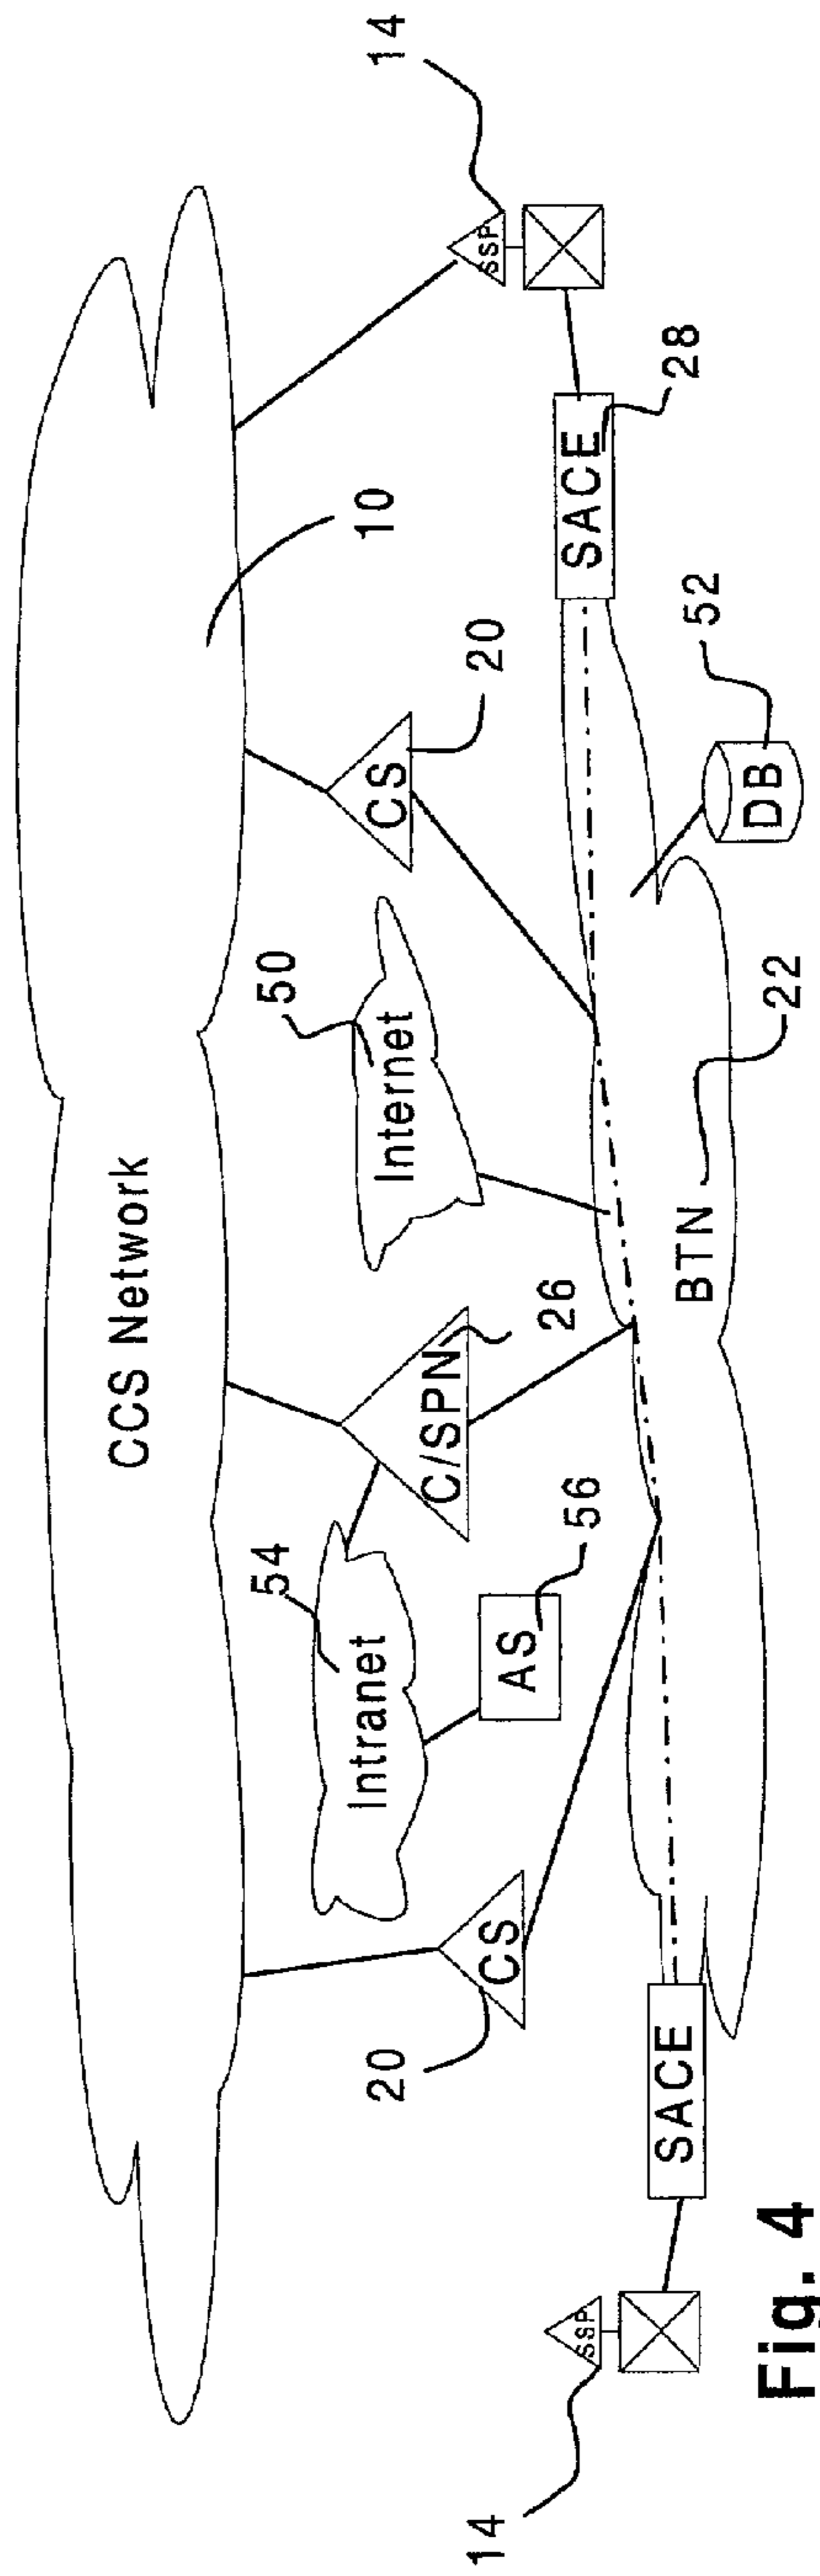 CCS Network
10
54
Intranet
50
Internet
C/SPN
26
CS
20
CS
20
AS
56
SSP
14
SSP
14
SACE
SACE
28
BTN
22
DB
52
Fig. 4